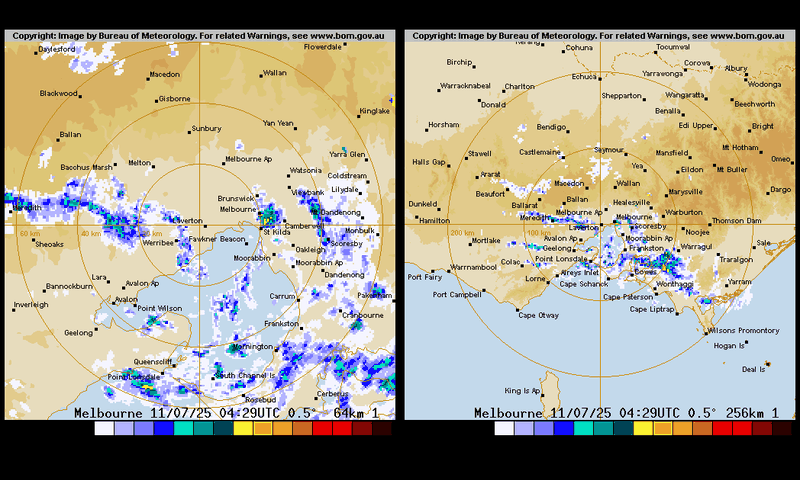 Copyright: Image by Bureau of Meteorology. For related Warnings, see www.bom.gov.au
Daylesford
Flowerdale
Macedon
Wallan
Blackwood
Gisborne
Kinglake
Yan Yean
Sunbury
Ballan
Yarra Glen
Bacchus Marsh
Melton
Melbourne Ap
Watsonia
Coldstream
Viewbank
Lilydale
Brunswick
Melbourne
Meredith
Mt Dandenong
St Kilda
Camberwell
Monbulk
60 km
40 km
Sheoaks
Werribee
Fawkner Beacon
Scoresby
Oakleigh
Moorabbin
Moorabbin Ap
Dandenong
Lara
Avalon Ap
Bannockburn
Avalon
Carrum
Pakenham
Inverleigh
Point Wilson
Cranbourne
Geelong
Frankston
Mornington
Queenscliff
Point Lonsdale
South Channel Is
Rosebud
Cerberus
Melbourne 11/07/25 04:29UTC 0.5° 64km 1
Copyright: Image by Bureau of Meteorology. For related Warnings, see www.bom.gov.au
Cohuna
Tocumwal
Birchip
Corowa
Albury
Echuca
Yarrawonga
Warracknabeal
Charlton
Wodonga
Shepparton
Wangaratta
Donald
Beechworth
Benalla
Horsham
Bendigo
Edi Upper
Bright
Castlemaine
Seymour
Mt Hotham
Stawell
Mansfield
Halls Gap
Yea
Omeo
Ararat
Eildon
Mt Buller
Macedon
Wallan
Beaufort
Marysville
Dargo
Ballarat
Ballan
Healesville
Dunkeld
Melbourne Ap
Warburton
Hamilton
Meredith
Melbourne
Thomson Dam
Laverton
Scoresby
200 km
100 km
Noojee
Mortlake
Avalon Ap
Moorabbin Ap
Sale
Geelong
Frankston
Warragul
Colac
Point Lonsdale
Traralgon
Warrnambool
Aireys Inlet
Cowes
Port Fairy
Lorne
Cape Schanck
Wonthaggi
Yarram
Port Campbell
Cape Paterson
Cape Otway
Cape Liptrap
Wilsons Promontory
Hogan Is
Deal Is
King Is Ap
Melbourne 11/07/25 04:29UTC 0.5° 256km 1